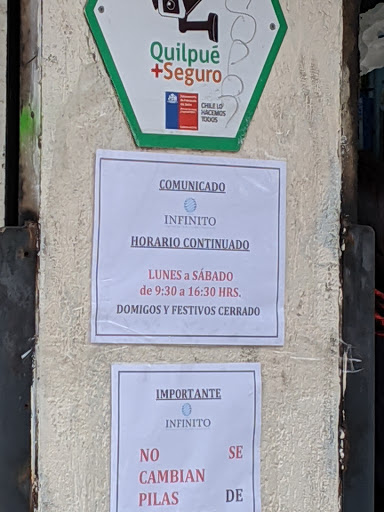 Quilpué
+Seguro
CHILE LO
HACEMOS
TODOS
COMUNICADO
INFINITO
HORARIO CONTINUADO
LUNES a SÁBADO
de 9:30 a 16:30 HRS.
DOMIGOS Y FESTIVOS CERRADO
IMPORTANTE
INFINITO
NO SE
CAMBIAN
PILAS DE